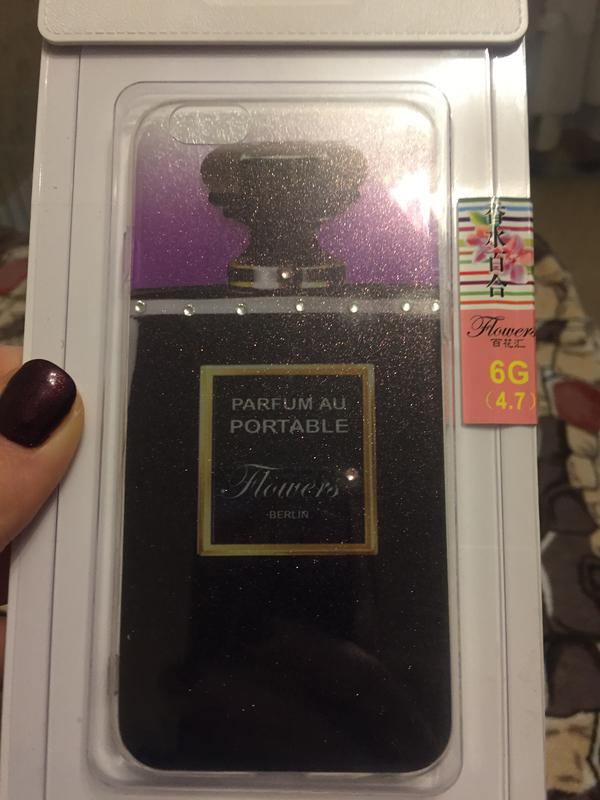 PARFUM AU
PORTABLE
Flowers
·BERLIN
香水百合
Flowers
百花汇
6G
(4.7)